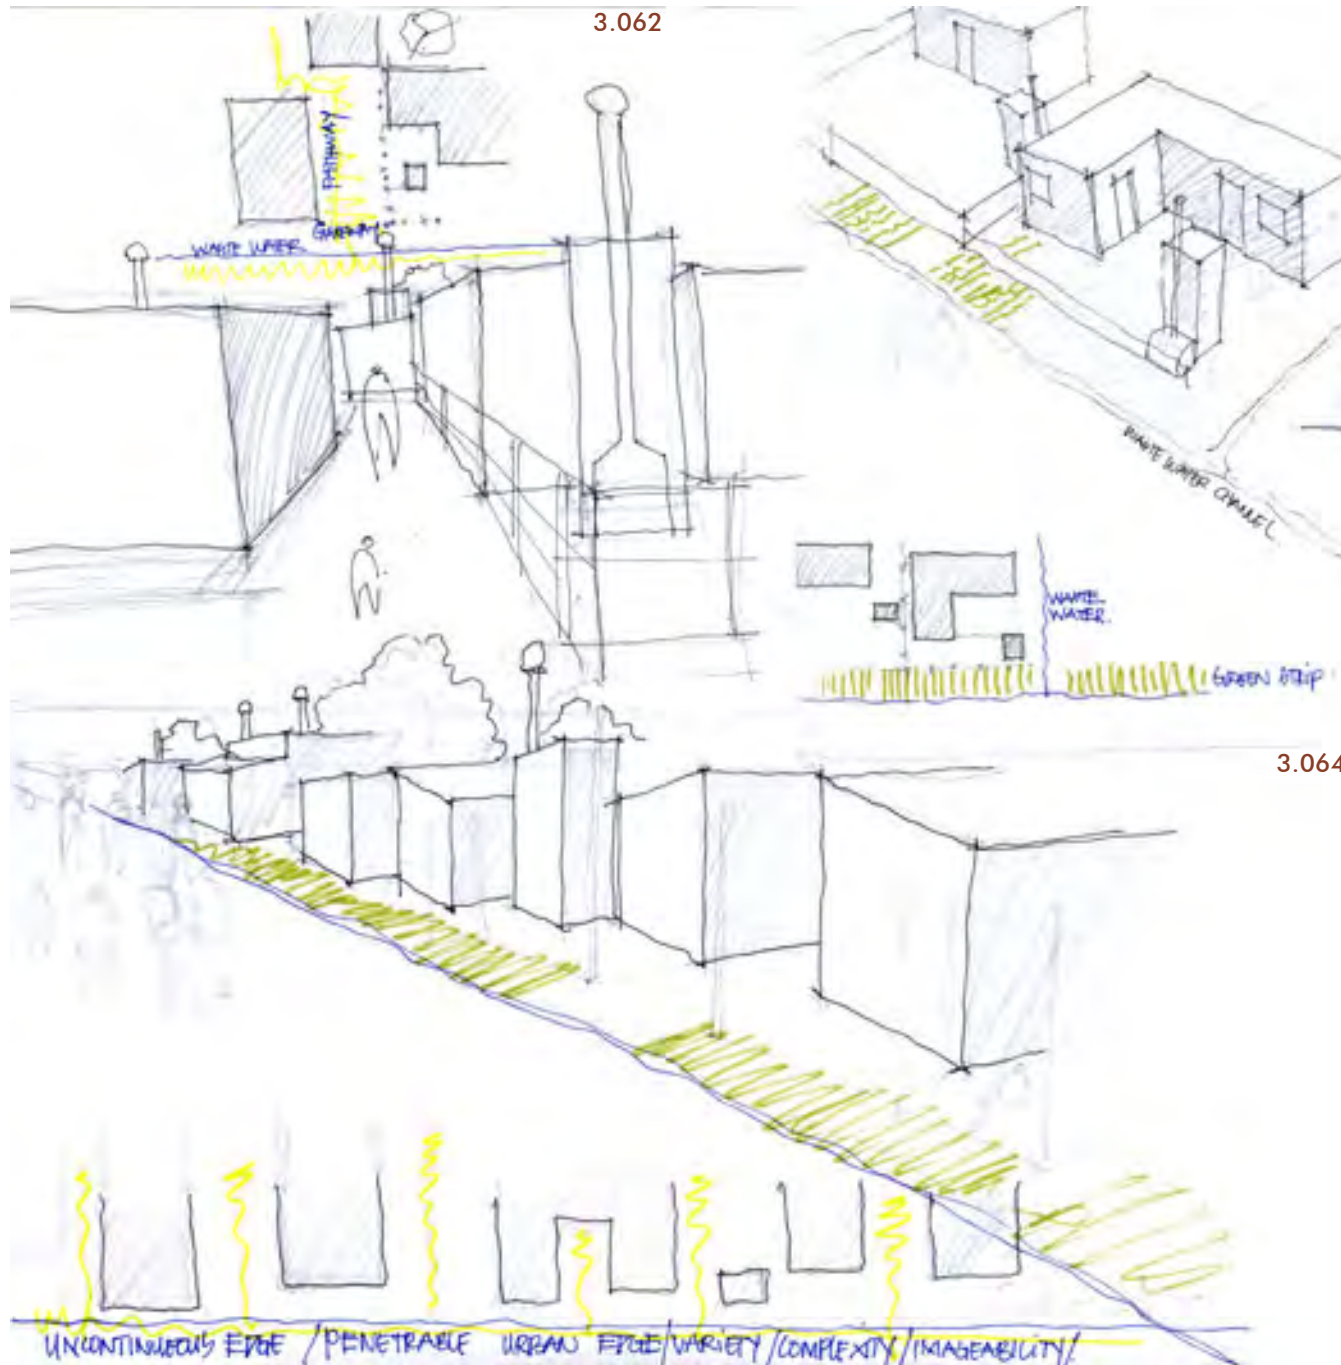 3.062
PATHWAY
WASTE WATER GATEWAY
WASTE WATER CHANNEL
WASTE
WATER
GREEN STRIP
3.064
UNCONTINUOUS EDGE / PENETRABLE URBAN EDGE / VARIETY / COMPLEXITY / IMAGEABILITY /